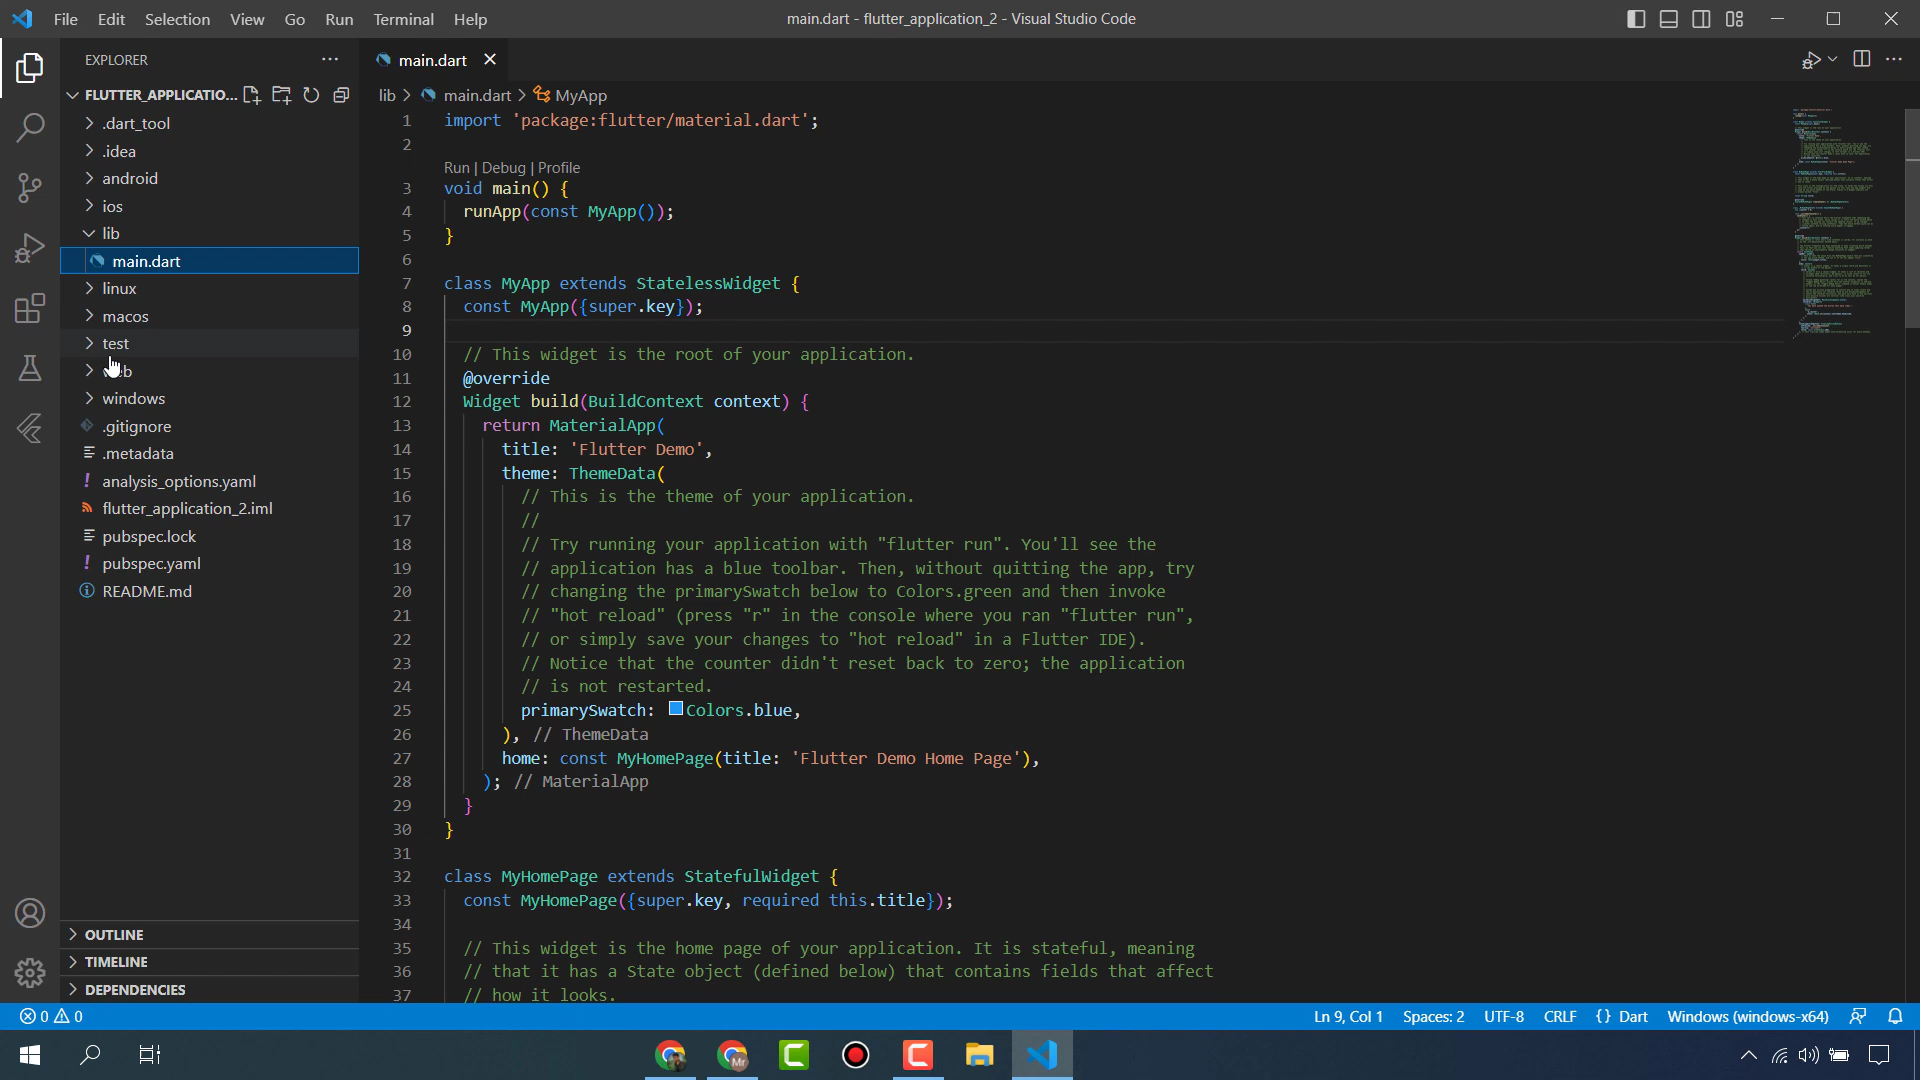 File Edit Selection View Go Run Terminal Help
main.dart - flutter_application_2 - Visual Studio Code
EXPLORER
FLUTTER_APPLICATIO...
.dart_tool
.idea
android
ios
lib
main.dart
linux
macos
test
web
windows
.gitignore
.metadata
analysis_options.yaml
flutter_application_2.iml
pubspec.lock
pubspec.yaml
README.md
OUTLINE
TIMELINE
DEPENDENCIES
main.dart
lib > main.dart > MyApp
1 import 'package:flutter/material.dart';
2
Run | Debug | Profile
3 void main() {
4 runApp(const MyApp());
5 }
6
7 class MyApp extends StatelessWidget {
8 const MyApp({super.key});
9
10 // This widget is the root of your application.
11 @override
12 Widget build(BuildContext context) {
13 return MaterialApp(
14 title: 'Flutter Demo',
15 theme: ThemeData(
16 // This is the theme of your application.
17 //
18 // Try running your application with "flutter run". You'll see the
19 // application has a blue toolbar. Then, without quitting the app, try
20 // changing the primarySwatch below to Colors.green and then invoke
21 // "hot reload" (press "r" in the console where you ran "flutter run",
22 // or simply save your changes to "hot reload" in a Flutter IDE).
23 // Notice that the counter didn't reset back to zero; the application
24 // is not restarted.
25 primarySwatch: Colors.blue,
26 ), // ThemeData
27 home: const MyHomePage(title: 'Flutter Demo Home Page'),
28 ); // MaterialApp
29 }
30 }
31
32 class MyHomePage extends StatefulWidget {
33 const MyHomePage({super.key, required this.title});
34
35 // This widget is the home page of your application. It is stateful, meaning
36 // that it has a State object (defined below) that contains fields that affect
37 // how it looks.
0 0
Ln 9, Col 1 Spaces: 2 UTF-8 CRLF {} Dart Windows (windows-x64)
Mr